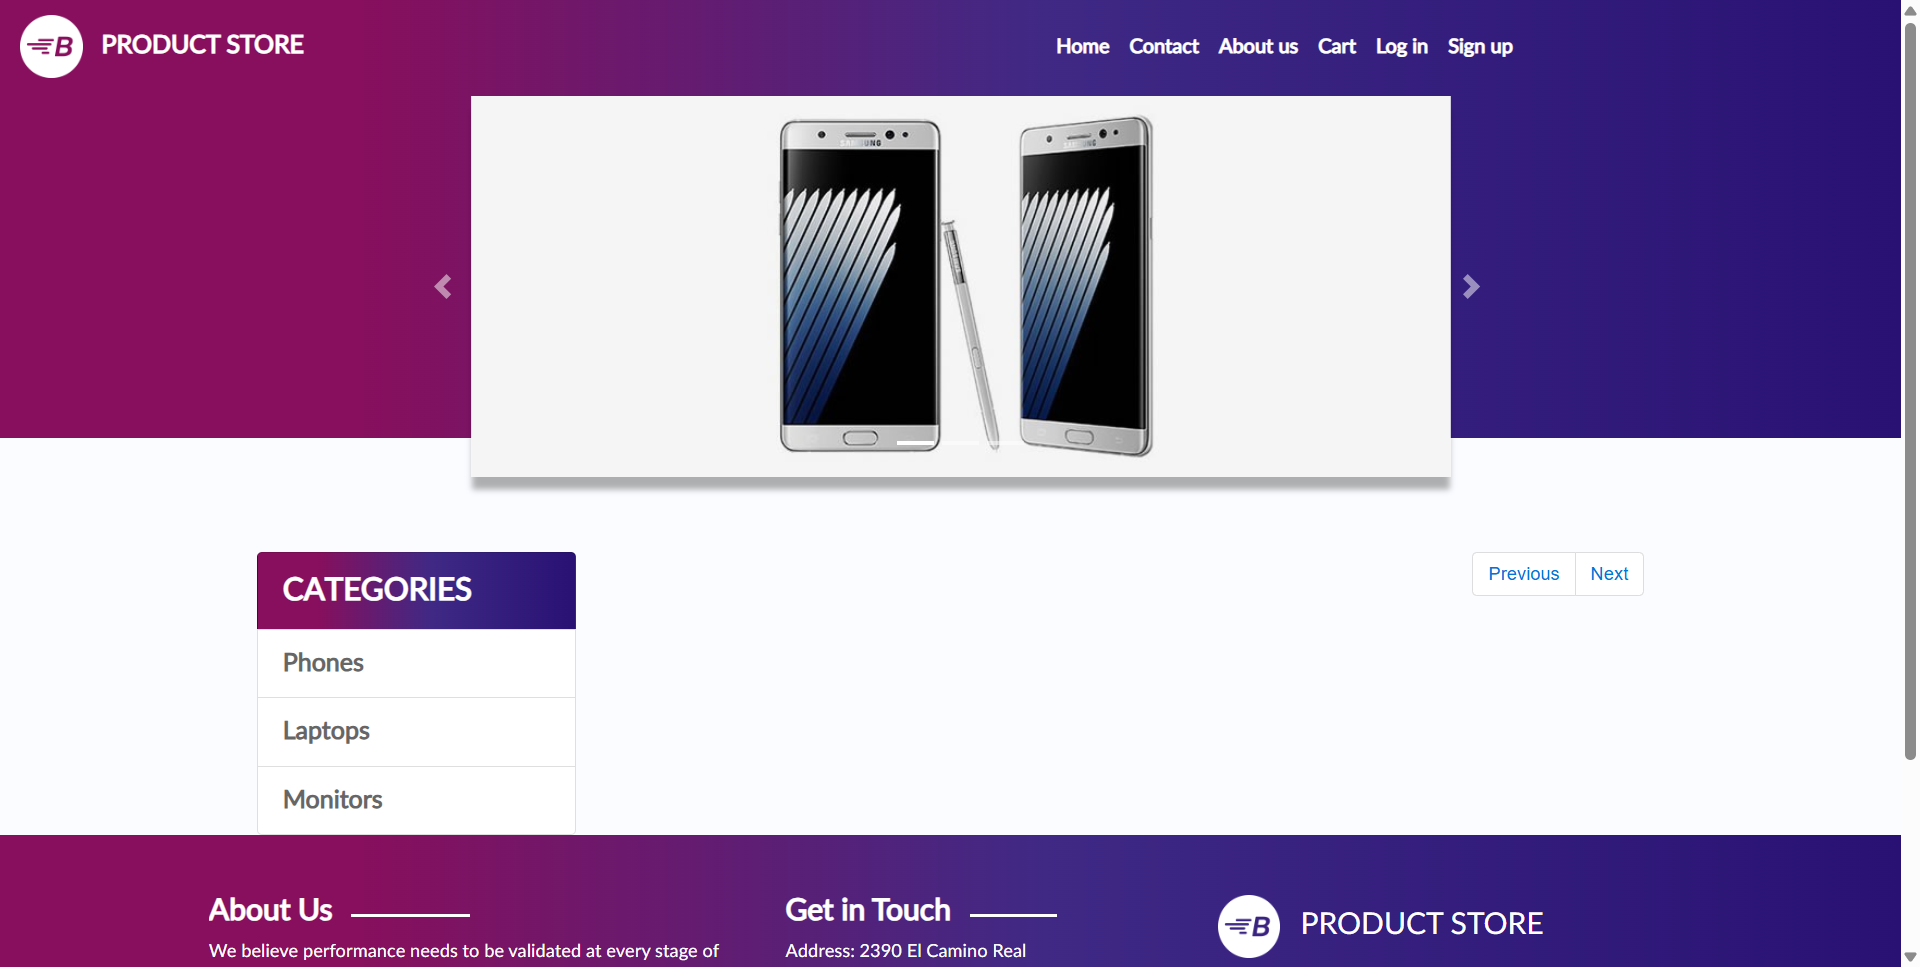 B PRODUCT STORE
Home Contact About us Cart Log in Sign up
SAMSUNG SAMSUNG
CATEGORIES
Previous Next
Phones
Laptops
Monitors
About Us
We believe performance needs to be validated at every stage of
Get in Touch
Address: 2390 El Camino Real
B PRODUCT STORE